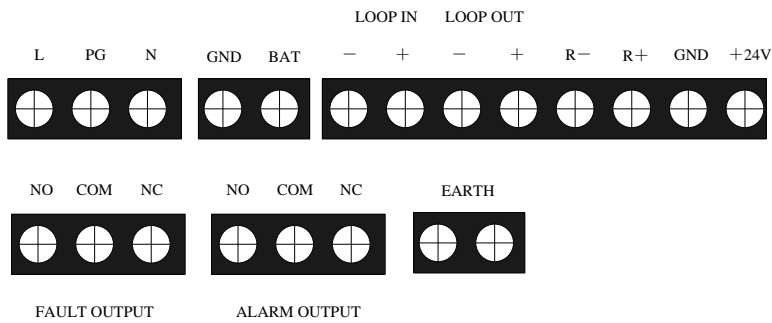 LOOP IN LOOP OUT
L PG N GND BAT － ＋ － ＋ R－ R＋ GND ＋24V
NO COM NC NO COM NC EARTH
FAULT OUTPUT ALARM OUTPUT